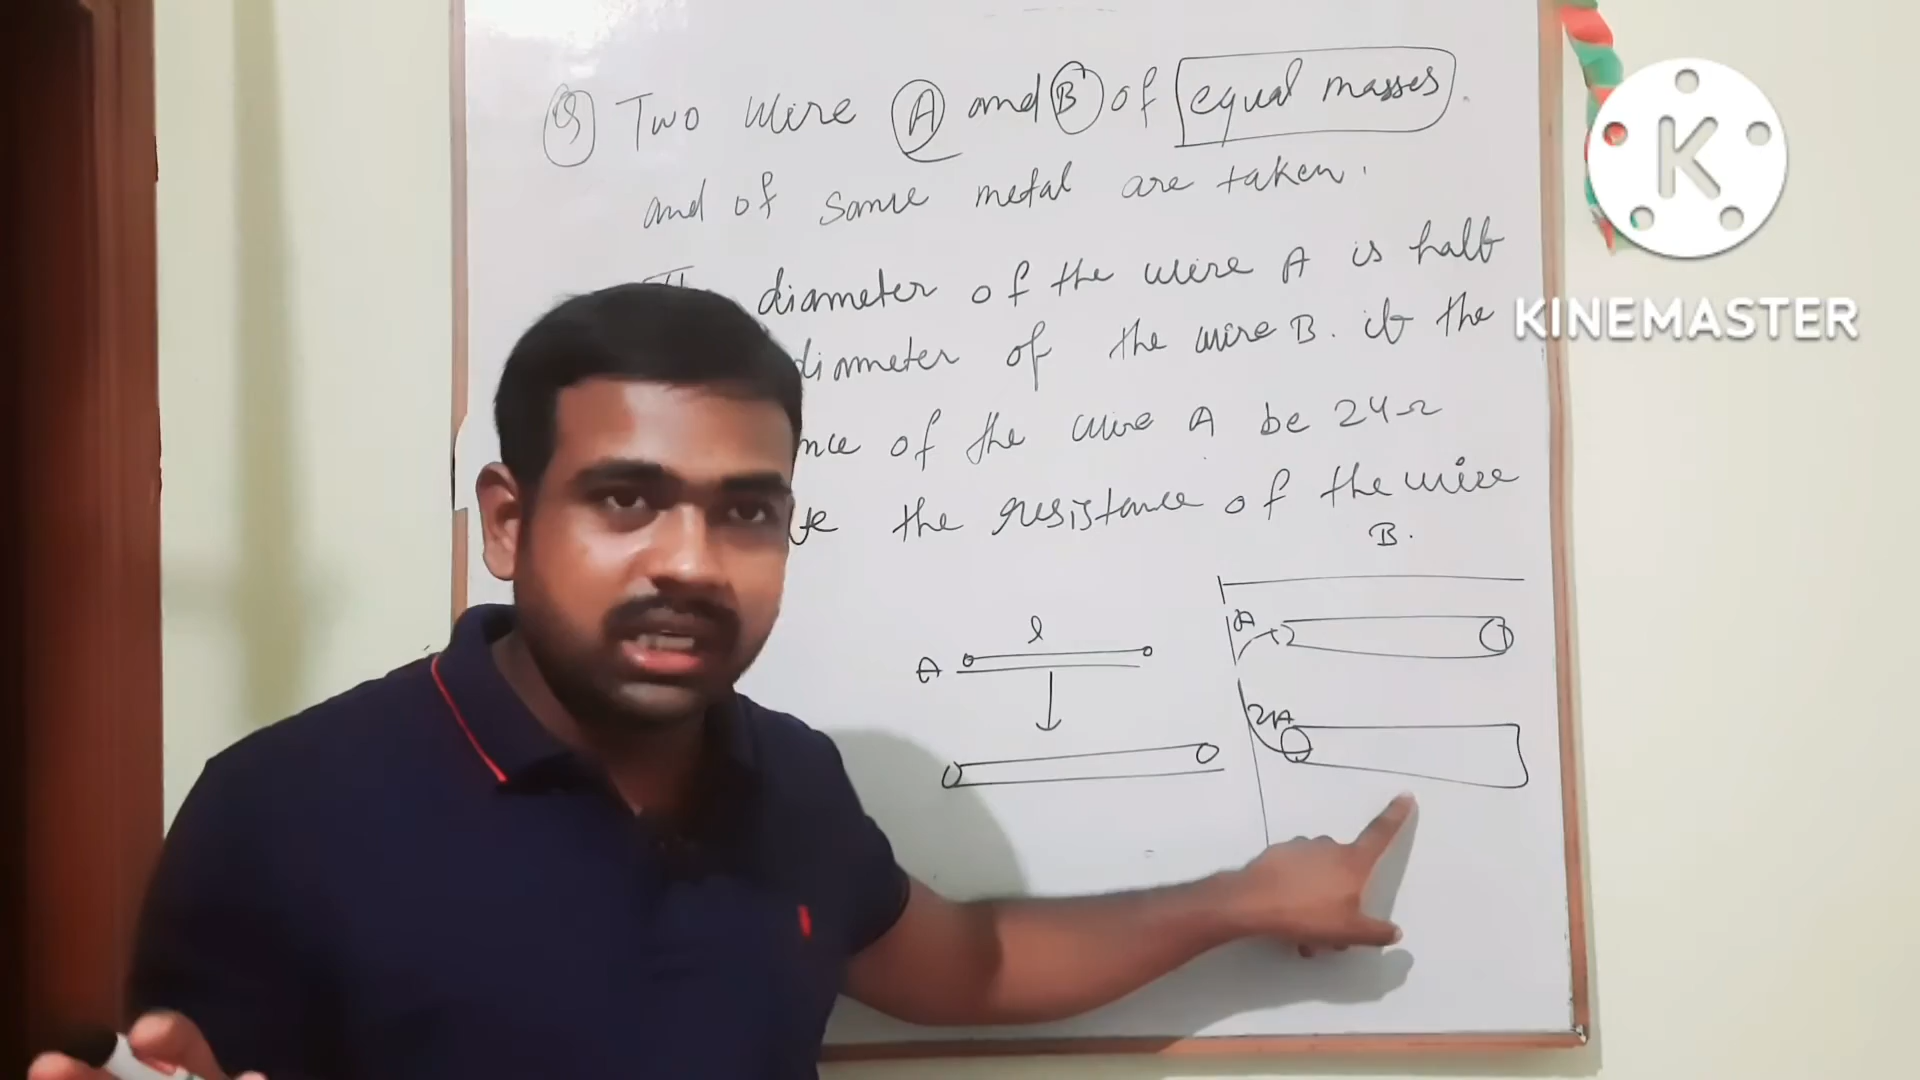 Q Two wire A and B of equal masses.
and of same metal are taken.
diameter of the wire A is half
diameter of the wire B. if the
nce of the wire A be 24Ω
the resistance of the wire
B.
l
A
A
2A
K
KINEMASTER